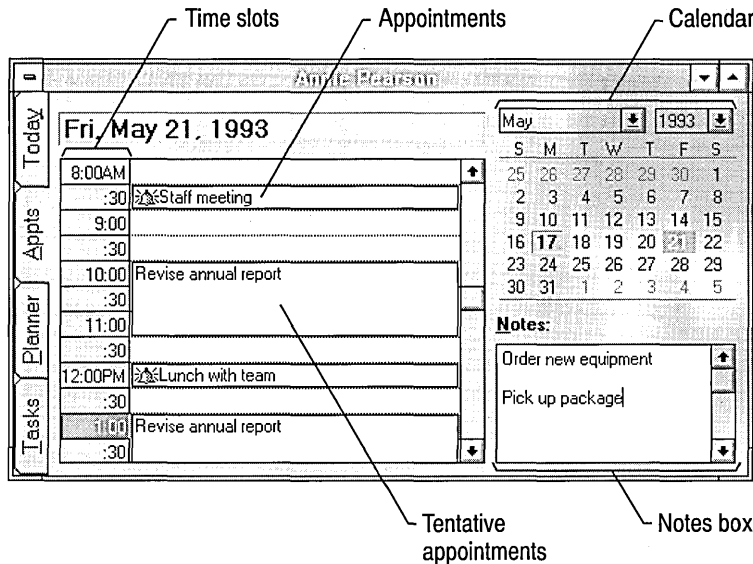 Time slots
Appointments
Calendar
Fri, May 21, 1993
8:00AM
:30 Staff meeting
9:00
:30
10:00 Revise annual report
:30
11:00
:30
12:00PM Lunch with team
:30
1:00 Revise annual report
:30
Today
Appts
Planner
Tasks
May 1993
S M T W T F S
25 26 27 28 29 30 1
2 3 4 5 6 7 8
9 10 11 12 13 14 15
16 17 18 19 20 21 22
23 24 25 26 27 28 29
30 31 1 2 3 4 5
Notes:
Order new equipment
Pick up package
Tentative
appointments
Notes box